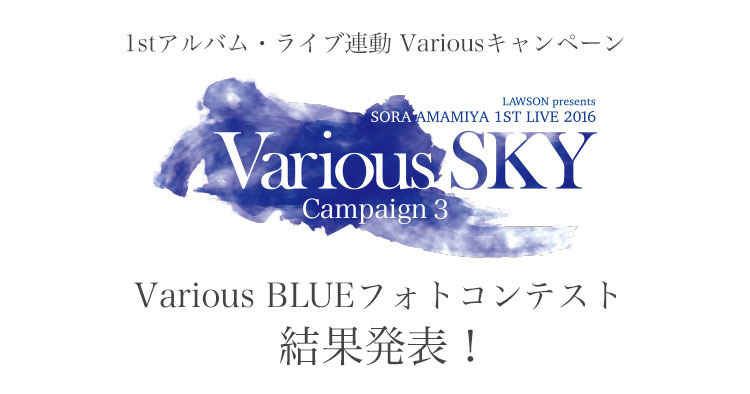 1stアルバム・ライブ連動 Variousキャンペーン
LAWSON presents
SORA AMAMIYA 1ST LIVE 2016
Various SKY
Campaign 3
Various BLUEフォトコンテスト
結果発表！